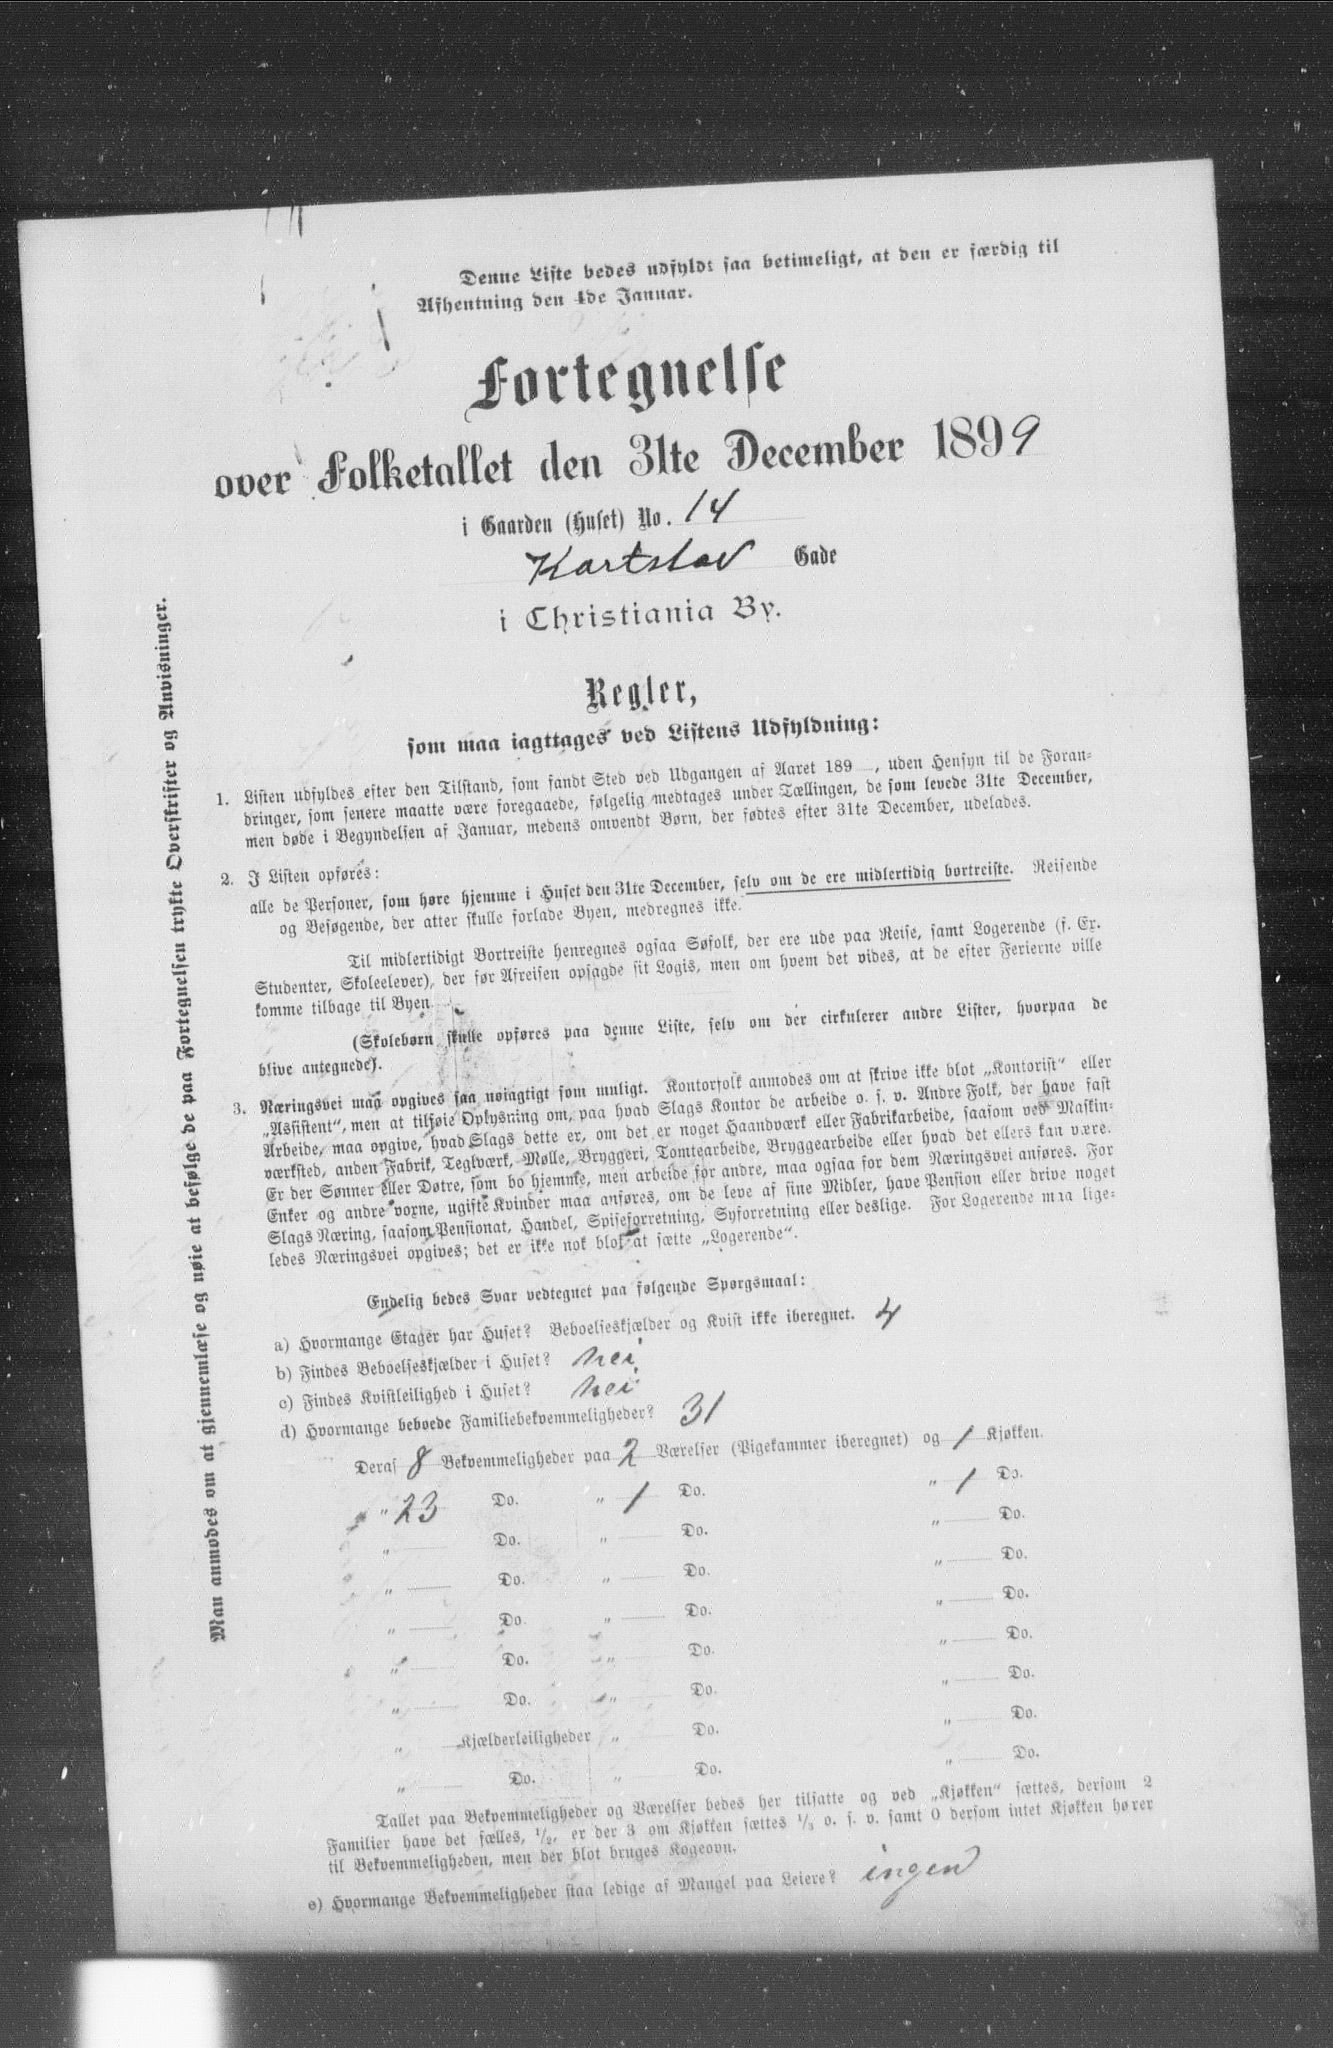 Denne Liste bedes udfyldt saa betimeligt, at den er færdig til
Afhentning den 4de Januar.
Fortegnelse
over Folketallet den 31te December 1899
i Gaarden (Huset) No. 14
Gade
i Christiania By.
Regler,
som maa iagttages ved Listens Udfyldning:
1. Listen udfyldes efter den Tilstand, som fandt Sted ved Udgangen af Aaret 189 , uden Hensyn til de Foran-
dringer, som senere maatte være foregaaede, følgelig medtages under Tællingen, de som levede 31te December,
men døde i Begyndelsen af Januar, medens omvendt Børn, der fødtes efter 31te December, udelades.
2. I Listen opføres:
alle de Personer, som høre hjemme i Huset den 31te December, selv om de ere midlertidig bortreiste. Reisende
og Besøgende, der atter skulle forlade Byen, medregnes ikke.
Til midlertidigt Bortreiste henregnes ogsaa Søfolk, der ere ude paa Reise, samt Logerende (f. Ex.
Studenter, Skoleelever), der før Afreisen opsagde sit Logis, men om hvem det vides, at de efter Ferierne ville
komme tilbage til Byen.
(Skolebørn skulle opføres paa denne Liste, selv om der cirkulerer andre Lister, hvorpaa de
blive antegnede).
3. Næringsvei maa opgives saa nøiagtigt som muligt. Kontorfolk anmodes om at skrive ikke blot „Kontorist“ eller
„Assistent“, men at tilføie Oplysning om, paa hvad Slags Kontor de arbeide o. s. v. Andre Folk, der have fast
Arbeide, maa opgive, hvad Slags dette er, om det er noget Haandværk eller Fabrikarbeide, saasom ved Maskin-
værksted, anden Fabrik, Teglværk, Mølle, Bryggeri, Tomtearbeide, Bryggearbeide eller hvad det ellers kan være.
Er der Sønner eller Døtre, som bo hjemme, men arbeide for andre, maa ogsaa for dem Næringsvei anføres. For
Enker og andre voxne, ugifte Kvinder maa anføres, om de leve af sine Midler, have Pension eller drive noget
Slags Næring, saasom Pensionat, Handel, Spiseforretning, Syforretning eller deslige. For Logerende maa lige-
ledes Næringsvei opgives; det er ikke nok blot at sætte „Logerende“.
Endelig bedes Svar vedtegnet paa følgende Spørgsmaal:
a) Hvormange Etager har Huset? Beboelseskjælder og Kvist ikke iberegnet. 4
b) Findes Beboelseskjælder i Huset? nei
c) Findes Kvistleilighed i Huset? nei
d) Hvormange beboede Familiebekvemmeligheder? 31
Deraf 8 Bekvemmeligheder paa 2 Værelser (Pigekammer iberegnet) og 1 Kjøkken.
„ 23 Do. „ 1 Do. „ 1 Do.
„ Do. „ Do. „ Do.
„ Do. „ Do. „ Do.
„ Do. „ Do. „ Do.
„ Do. „ Do. „ Do.
„ Do. „ Do. „ Do.
„ Kjælderleiligheder „ Do. „ Do.
„ Do. „ Do. „ Do.
Tallet paa Bekvemmeligheder og Værelser bedes her tilsatte og ved „Kjøkken“ sættes, dersom 2
Familier have det fælles, 1/2, er der 3 om Kjøkken sættes 1/3 o. s. v. samt 0 dersom intet Kjøkken hører
til Bekvemmeligheden, men der blot bruges Kogeovn.
e) Hvormange Bekvemmeligheder staa ledige af Mangel paa Leiere? ingen
Man anmodes om at gjennemlæse og nøie at befølge de paa Fortegnelsen trykte Overskrifter og Anvisninger.